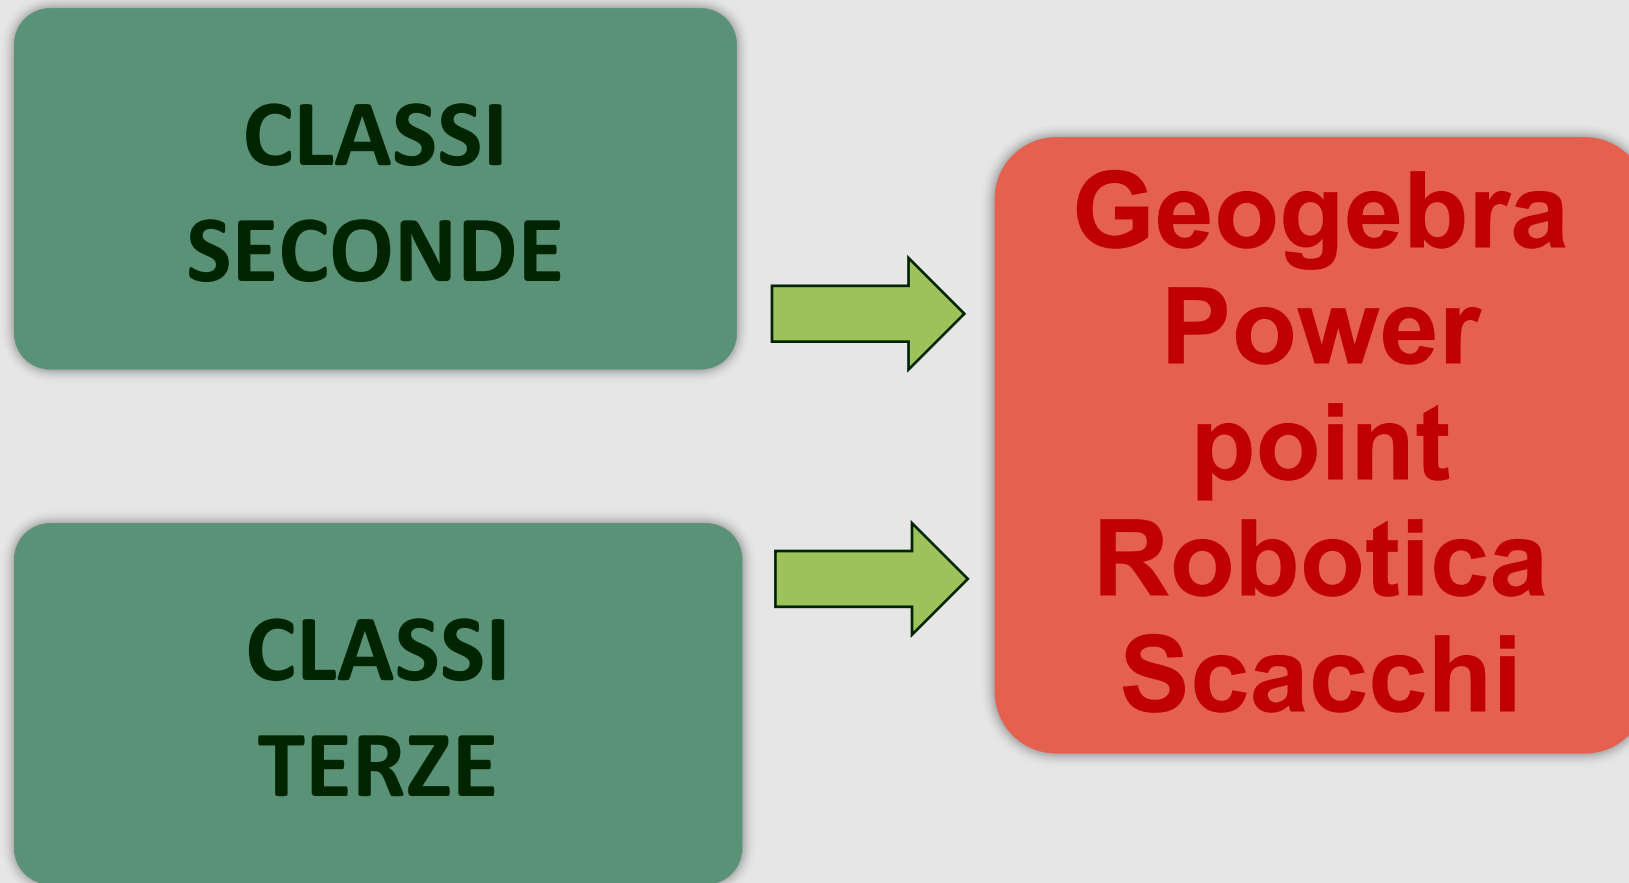 CLASSI
SECONDE
CLASSI
TERZE
Geogebra
Power
point
Robotica
Scacchi